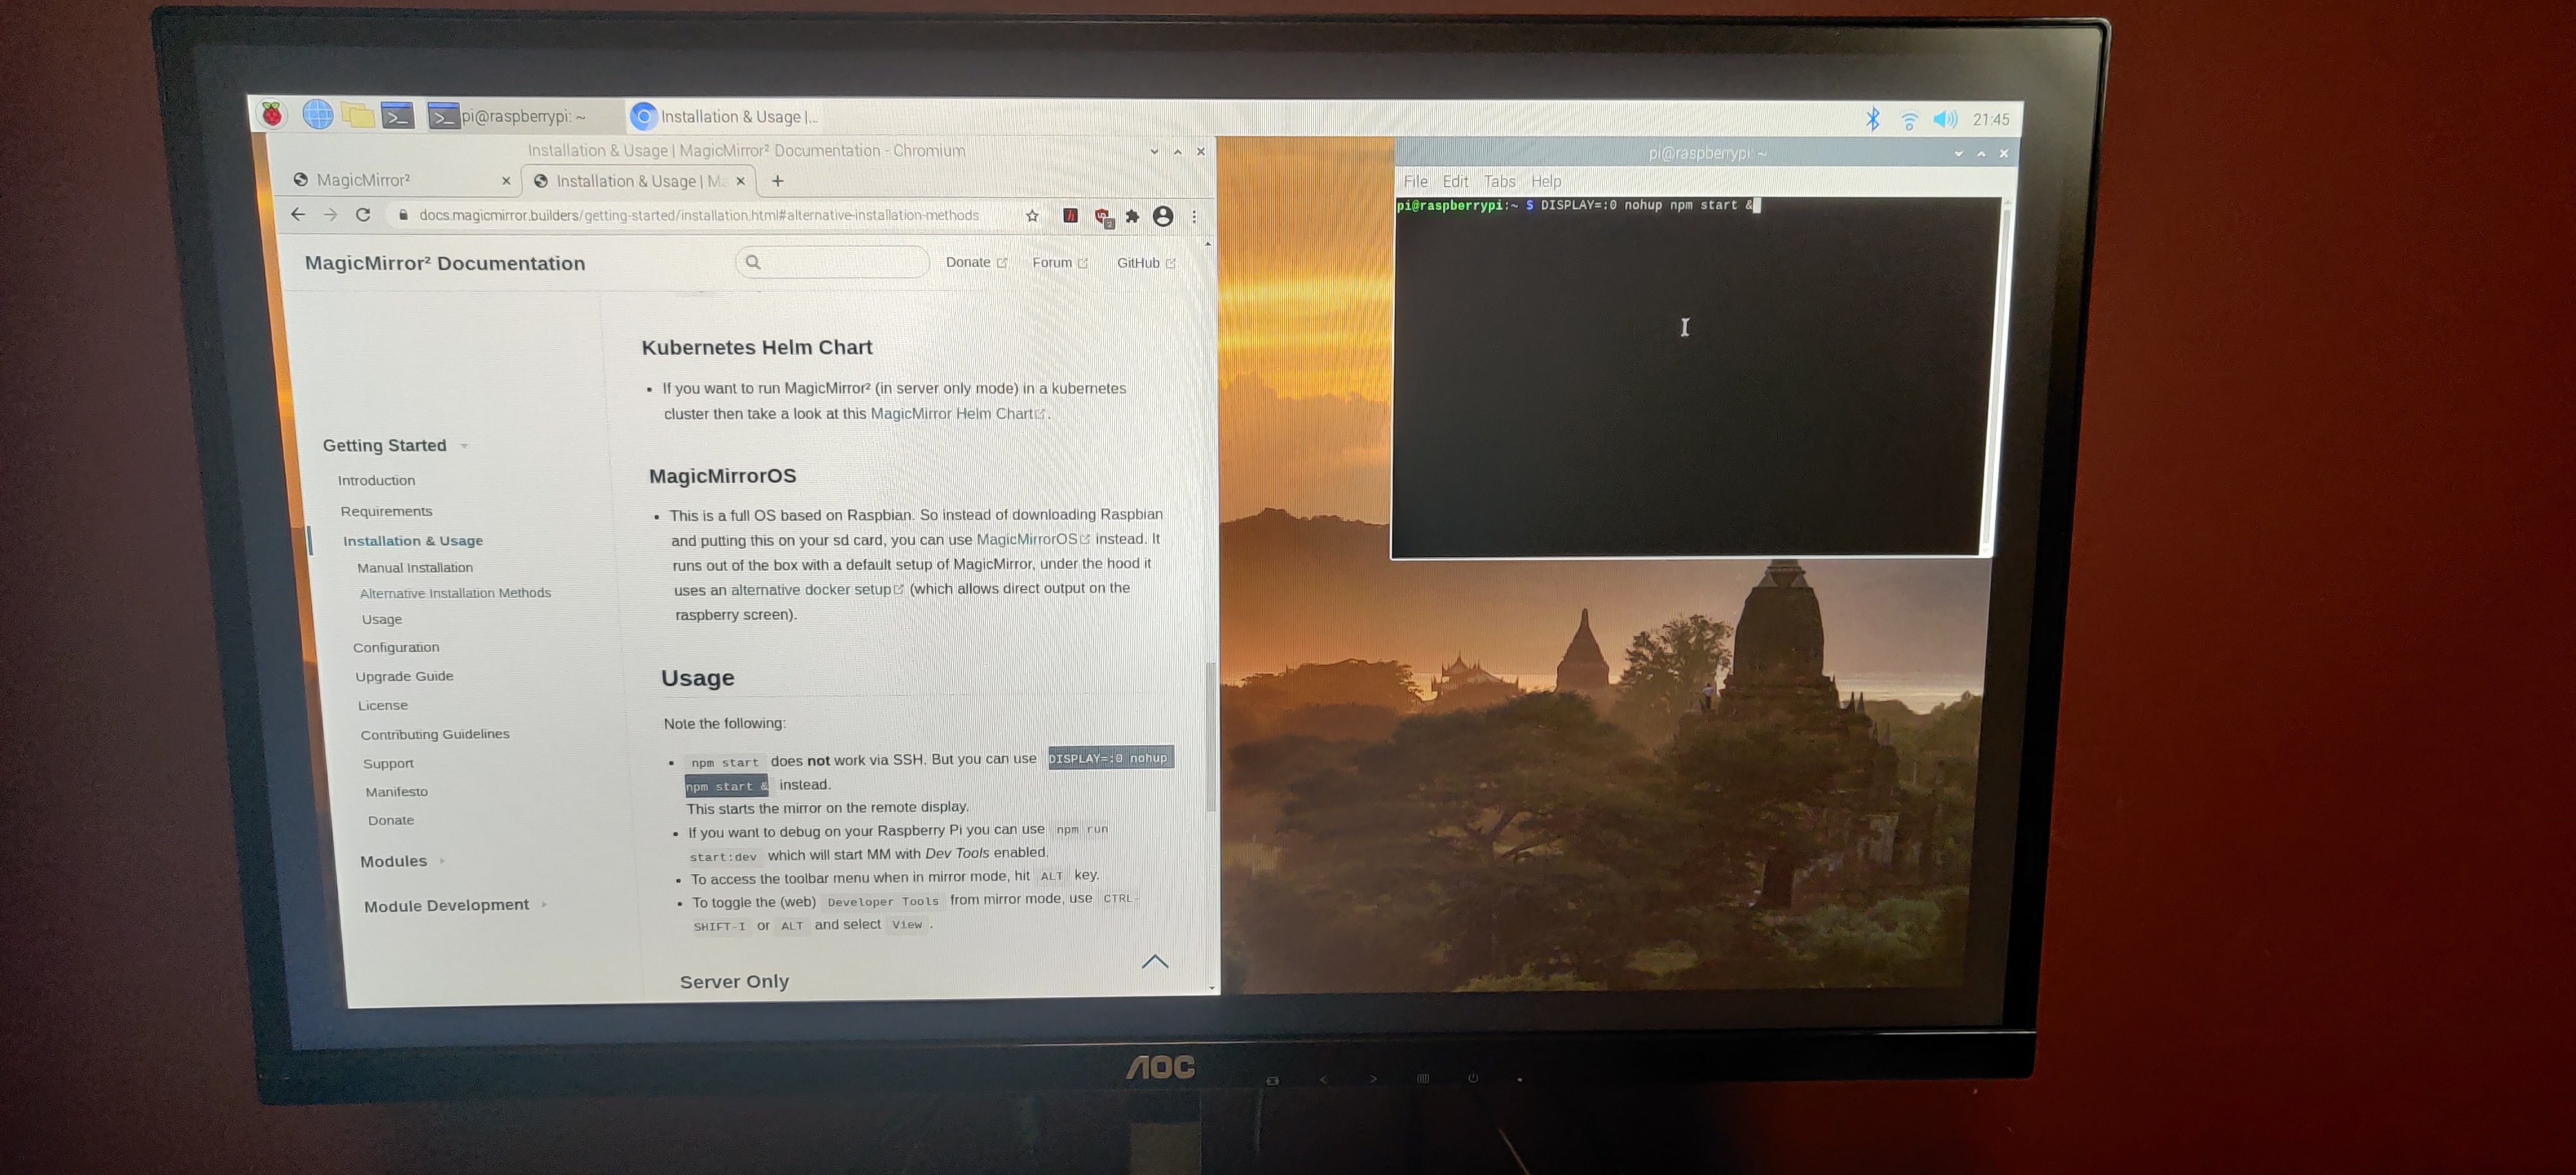 pi@raspberrypi: ~
Installation & Usage |...
21:45
Installation & Usage | MagicMirror² Documentation - Chromium
MagicMirror²
Installation & Usage | Ma
docs.magicmirror.builders/getting-started/installation.html#alternative-installation-methods
MagicMirror² Documentation
Donate
Forum
GitHub
Getting Started
Introduction
Requirements
Installation & Usage
Manual Installation
Alternative Installation Methods
Usage
Configuration
Upgrade Guide
License
Contributing Guidelines
Support
Manifesto
Donate
Modules
Module Development
Kubernetes Helm Chart
• If you want to run MagicMirror² (in server only mode) in a kubernetes
cluster then take a look at this MagicMirror Helm Chart.
MagicMirrorOS
• This is a full OS based on Raspbian. So instead of downloading Raspbian
and putting this on your sd card, you can use MagicMirrorOS instead. It
runs out of the box with a default setup of MagicMirror, under the hood it
uses an alternative docker setup (which allows direct output on the
raspberry screen).
Usage
Note the following:
• npm start does not work via SSH. But you can use DISPLAY=:0 nohup
npm start & instead.
This starts the mirror on the remote display.
• If you want to debug on your Raspberry Pi you can use npm run
start:dev which will start MM with Dev Tools enabled.
• To access the toolbar menu when in mirror mode, hit ALT key.
• To toggle the (web) Developer Tools from mirror mode, use CTRL-
SHIFT-I or ALT and select View.
Server Only
pi@raspberrypi: ~
File Edit Tabs Help
pi@raspberrypi:~ $ DISPLAY=:0 nohup npm start &
AOC